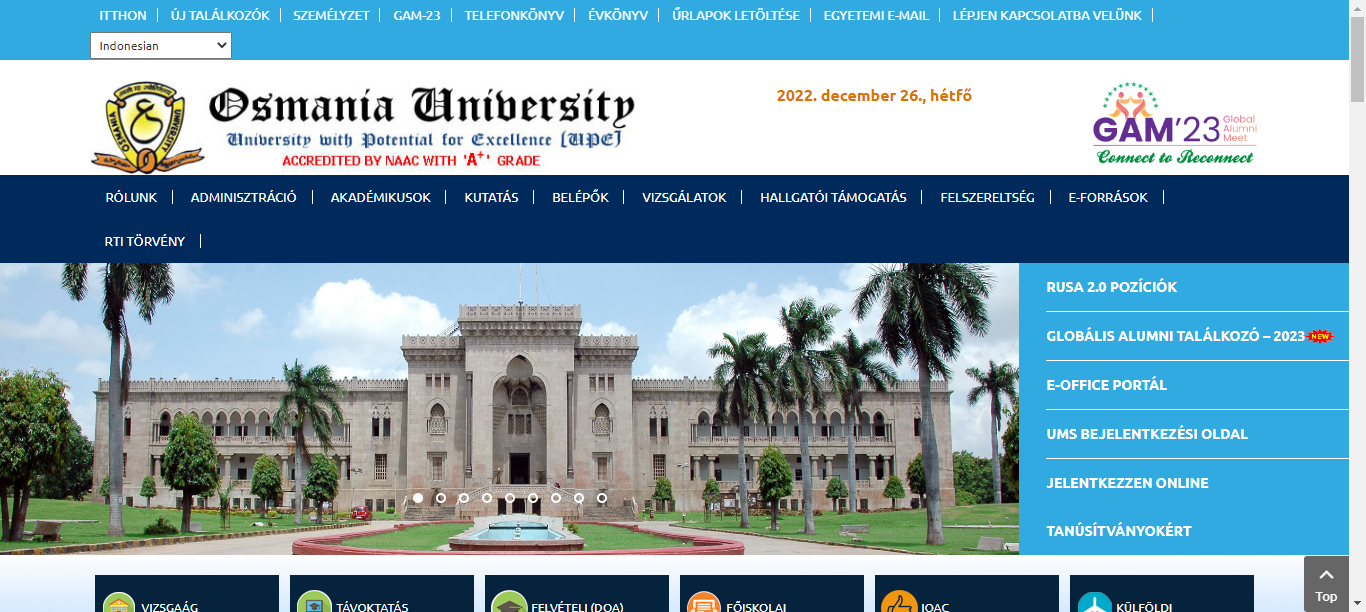 ITTHON ÚJ TALÁLKOZÓK SZEMÉLYZET GAM-23 TELEFONKÖNYV ÉVKÖNYV ŰRLAPOK LETÖLTÉSE EGYETEMI E-MAIL LÉPJEN KAPCSOLATBA VELÜNK
Indonesian
Osmania University
University with Potential for Excellence [UPE]
ACCREDITED BY NAAC WITH 'A+' GRADE
2022. december 26., hétfő
GAM'23 Global Alumni Meet
Connect to Reconnect
RÓLUNK ADMINISZTRÁCIÓ AKADÉMIKUSOK KUTATÁS BELÉPŐK VIZSGÁLATOK HALLGATÓI TÁMOGATÁS FELSZERELTSÉG E-FORRÁSOK
RTI TÖRVÉNY
RUSA 2.0 POZÍCIÓK
GLOBÁLIS ALUMNI TALÁLKOZÓ – 2023 NEW
E-OFFICE PORTÁL
UMS BEJELENTKEZÉSI OLDAL
JELENTKEZZEN ONLINE
TANÚSÍTVÁNYOKÉRT
Top
VIZSGAÁG TÁVOKTATÁS FELVÉTELI (DOA) FŐISKOLAI IQAC KÜLFÖLDI